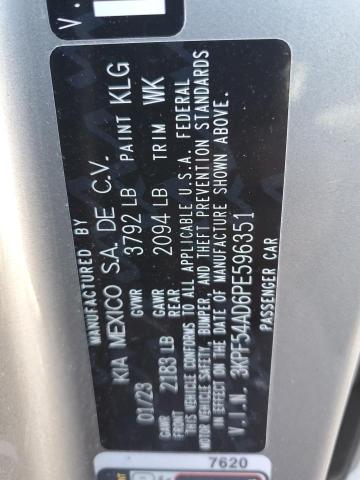 MANUFACTURED BY
KIA MEXICO S.A. DE C.V.
01/23 GVWR 3792 LB PAINT KLG
GAWR FRONT 2183 LB GAWR REAR 2094 LB TRIM WK
THIS VEHICLE CONFORMS TO ALL APPLICABLE U.S.A. FEDERAL
MOTOR VEHICLE SAFETY, BUMPER, AND THEFT PREVENTION STANDARDS
IN EFFECT ON THE DATE OF MANUFACTURE SHOWN ABOVE.
V.I.N. 3KPF54AD6PE596351
PASSENGER CAR
7620